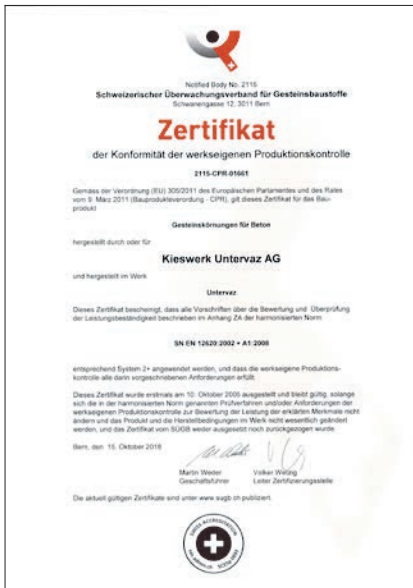 Notified Body No. 2115
Schweizerischer Überwachungsverband für Gesteinsbaustoffe
Schwanengasse 12, 3011 Bern
Zertifikat
der Konformität der werkseigenen Produktionskontrolle
2115-CPR-01661
Gemäss der Verordnung (EU) 305/2011 des Europäischen Parlamentes und des Rates
vom 9. März 2011 (Bauprodukteverordung - CPR), gilt dieses Zertifikat für das Bau-
produkt
Gesteinskörnungen für Beton
hergestellt durch oder für
Kieswerk Untervaz AG
und hergestellt im Werk
Untervaz
Dieses Zertifikat bescheinigt, dass alle Vorschriften über die Bewertung und Überprüfung
der Leistungsbeständigkeit beschrieben im Anhang ZA der harmonisierten Norm
SN EN 12620:2002 + A1:2008
entsprechend System 2+ angewendet werden, und dass die werkseigene Produktions-
kontrolle alle darin vorgeschriebenen Anforderungen erfüllt.
Dieses Zertifikat wurde erstmals am 10. Oktober 2006 ausgestellt und bleibt gültig, solange
sich die in der harmonisierten Norm genannten Prüfverfahren und/oder Anforderungen der
werkseigenen Produktionskontrolle zur Bewertung der Leistung der erklärten Merkmale nicht
ändern und das Produkt und die Herstellbedingungen im Werk nicht wesentlich geändert
werden, und das Zertifikat vom SÜGB weder ausgesetzt noch zurückgezogen wurde.
Bern, den 15. Oktober 2018
Martin Weder
Volker Wetzig
Geschäftsführer
Leiter Zertifizierungsstelle
Die aktuell gültigen Zertifikate sind unter www.sugb.ch publiziert.
SWISS ACCREDITATION